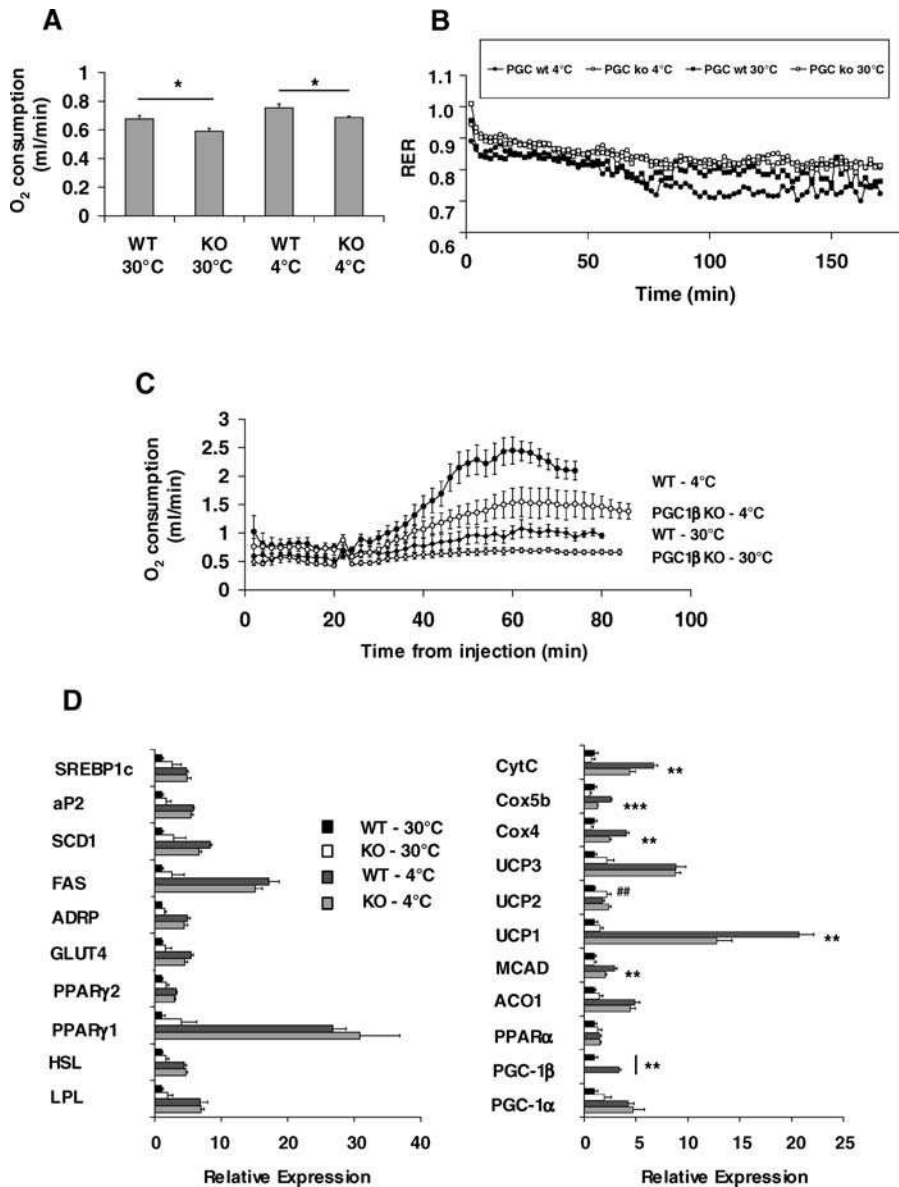 A
O2 consumption (ml/min)
1
0.8
0.6
0.4
0.2
0
* *
WT 30°C
KO 30°C
WT 4°C
KO 4°C
B
PGC wt 4°C PGC ko 4°C PGC wt 30°C PGC ko 30°C
RER
1.1
1.0
0.9
0.8
0.7
0.6
0 50 100 150
Time (min)
C
O2 consumption (ml/min)
3
2.5
2
1.5
1
0.5
0
WT - 4°C
PGC1β KO - 4°C
WT - 30°C
PGC1β KO - 30°C
0 20 40 60 80 100
Time from injection (min)
D
SREBP1c
aP2
SCD1
FAS
ADRP
GLUT4
PPARγ2
PPARγ1
HSL
LPL
WT - 30°C
KO - 30°C
WT - 4°C
KO - 4°C
0 10 20 30 40
Relative Expression
CytC **
Cox5b ***
Cox4 **
UCP3
UCP2 ##
UCP1 **
MCAD **
ACO1
PPARα
PGC-1β **
PGC-1α
0 5 10 15 20 25
Relative Expression